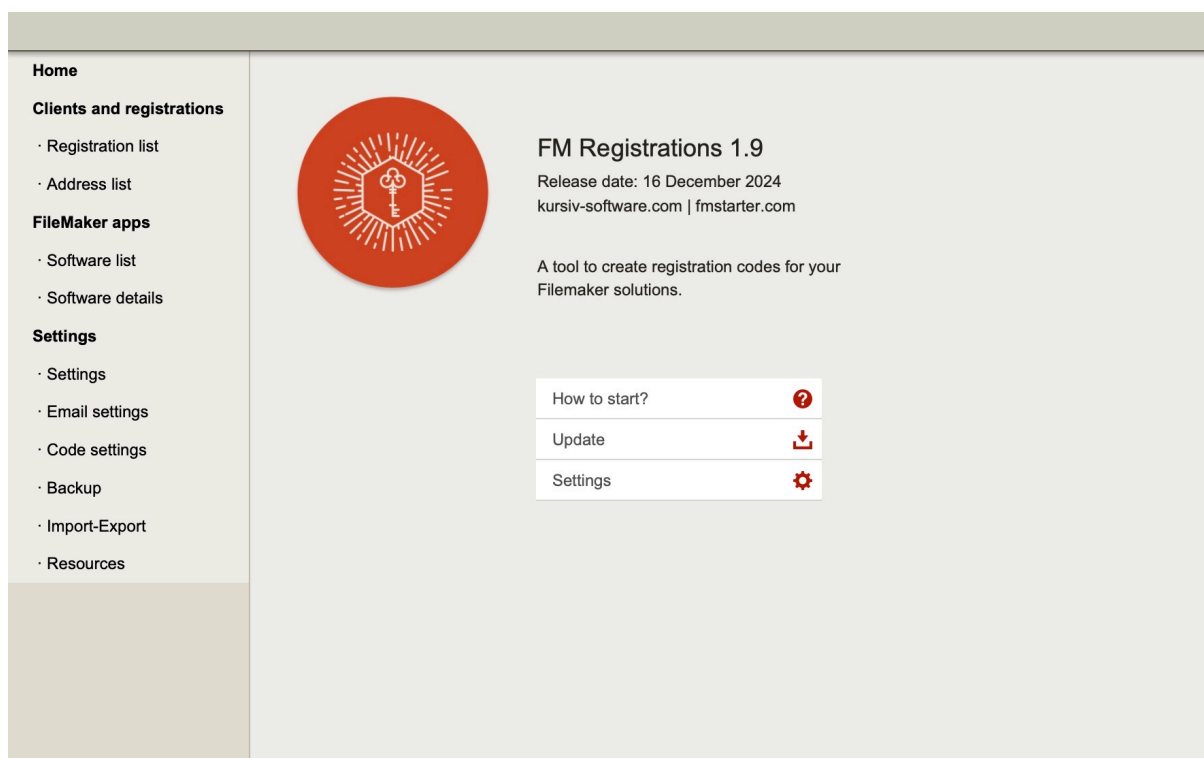 Home
Clients and registrations
· Registration list
· Address list
FileMaker apps
· Software list
· Software details
Settings
· Settings
· Email settings
· Code settings
· Backup
· Import-Export
· Resources
FM Registrations 1.9
Release date: 16 December 2024
kursiv-software.com | fmstarter.com
A tool to create registration codes for your
Filemaker solutions.
How to start?
Update
Settings